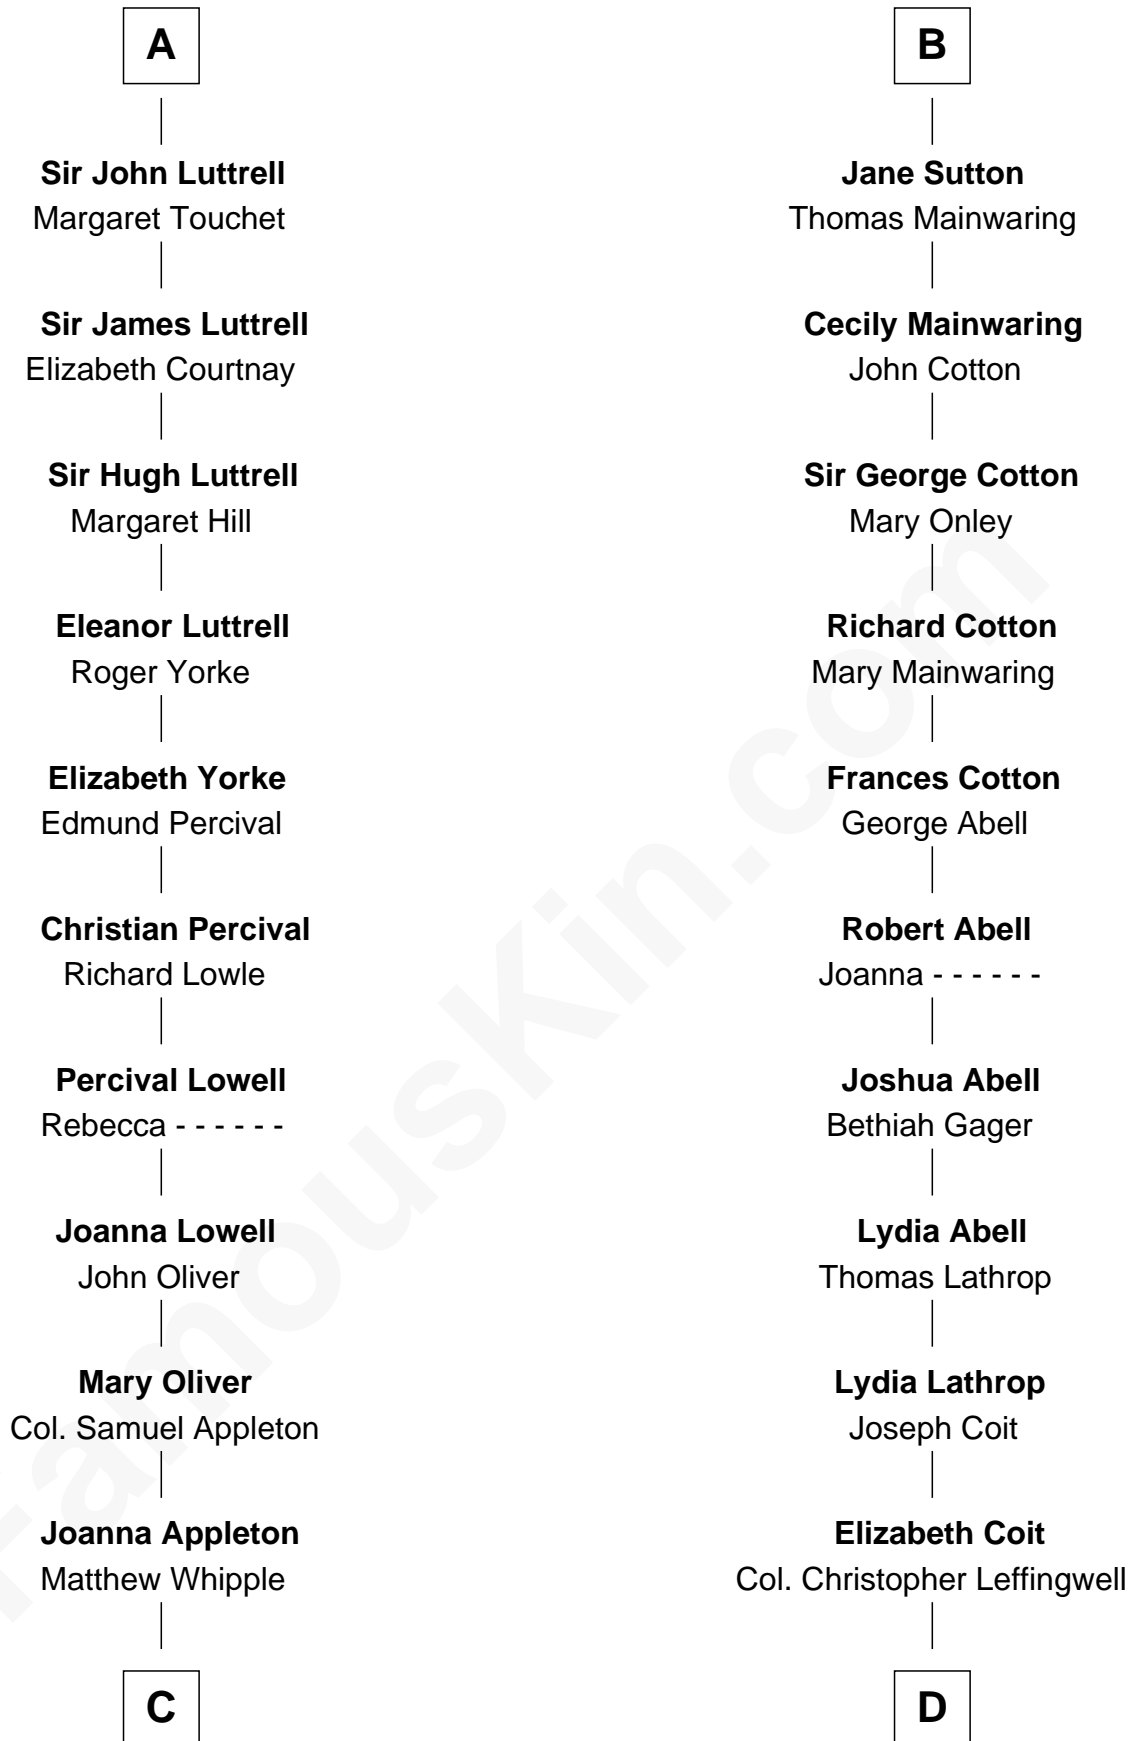 A
Sir John Luttrell
Margaret Touchet
Sir James Luttrell
Elizabeth Courtnay
Sir Hugh Luttrell
Margaret Hill
Eleanor Luttrell
Roger Yorke
Elizabeth Yorke
Edmund Percival
Christian Percival
Richard Lowle
Percival Lowell
Rebecca - - - - - -
Joanna Lowell
John Oliver
Mary Oliver
Col. Samuel Appleton
Joanna Appleton
Matthew Whipple
C
B
Jane Sutton
Thomas Mainwaring
Cecily Mainwaring
John Cotton
Sir George Cotton
Mary Onley
Richard Cotton
Mary Mainwaring
Frances Cotton
George Abell
Robert Abell
Joanna - - - - - -
Joshua Abell
Bethiah Gager
Lydia Abell
Thomas Lathrop
Lydia Lathrop
Joseph Coit
Elizabeth Coit
Col. Christopher Leffingwell
D
FamousKin.com